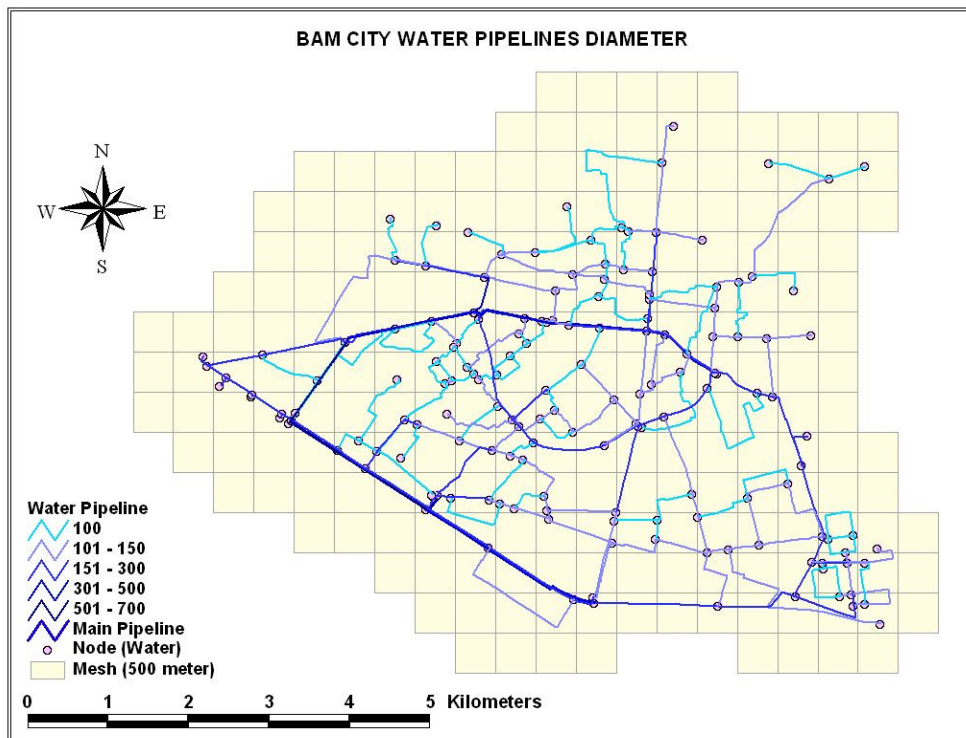 BAM CITY WATER PIPELINES DIAMETER
N
W E
S
Water Pipeline
100
101 - 150
151 - 300
301 - 500
501 - 700
Main Pipeline
Node (Water)
Mesh (500 meter)
0 1 2 3 4 5 Kilometers